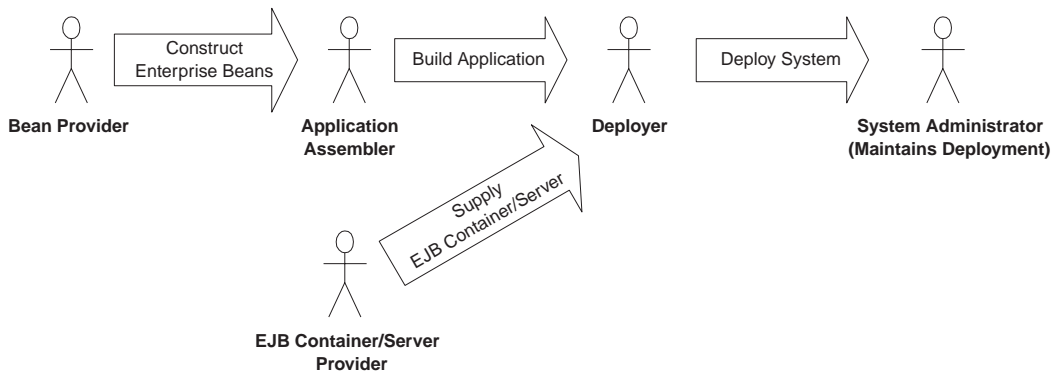 Construct
Enterprise Beans
Build Application
Deploy System
Bean Provider
Application
Assembler
Deployer
System Administrator
(Maintains Deployment)
Supply
EJB Container/Server
EJB Container/Server
Provider